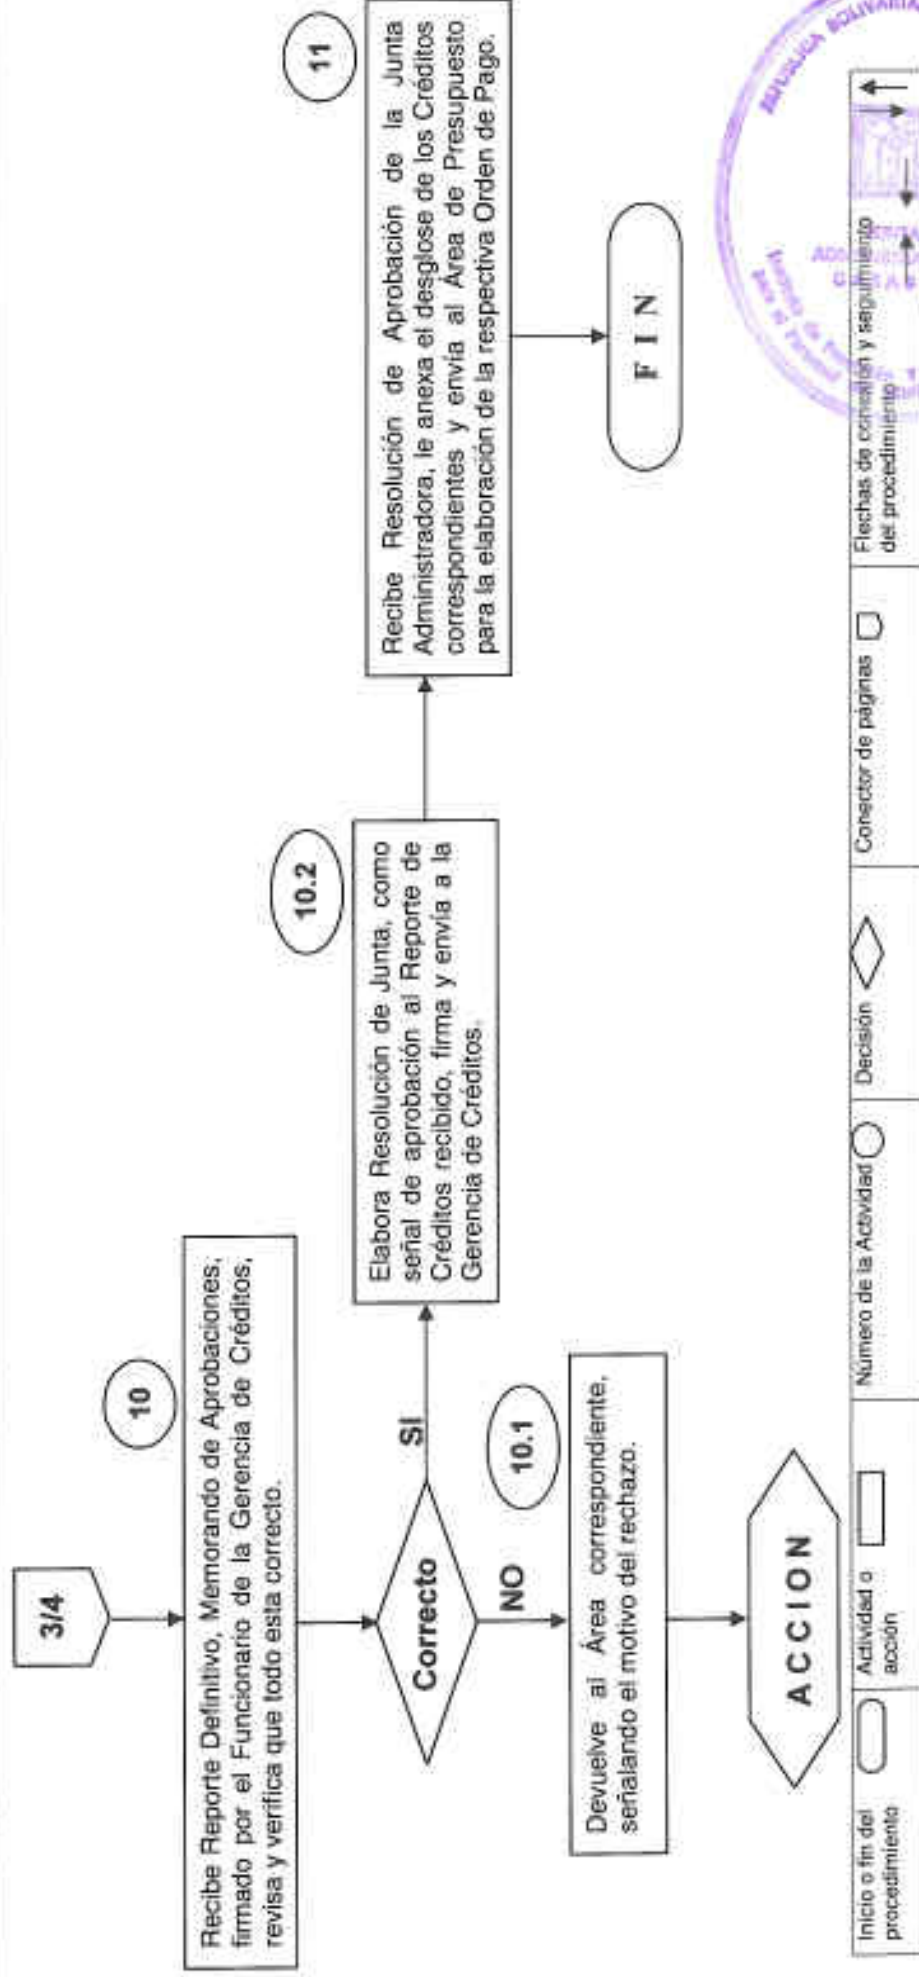 3/4
10
Recibe Reporte Definitivo, Memorando de Aprobaciones,
firmado por el Funcionario de la Gerencia de Créditos,
revisa y verifica que todo esta correcto.
Correcto
SI
NO
10.1
Devuelve al Área correspondiente,
señalando el motivo del rechazo.
ACCION
10.2
Elabora Resolución de Junta, como
señal de aprobación al Reporte de
Créditos recibido, firma y envía a la
Gerencia de Créditos.
11
Recibe Resolución de Aprobación de la Junta
Administradora, le anexa el desglose de los Créditos
correspondientes y envía al Área de Presupuesto
para la elaboración de la respectiva Orden de Pago.
FIN
Inicio o fin del
procedimiento
Actividad o
acción
Número de la Actividad
Decisión
Conector de páginas
Flechas de conexión y seguimiento
del procedimiento